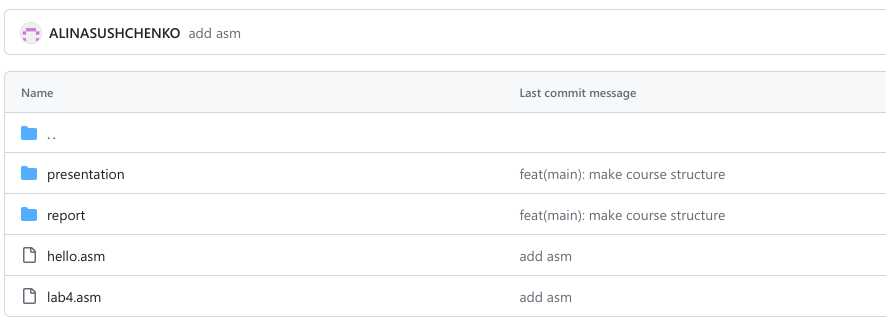 ALINASUSHCHENKO add asm
Name Last commit message
..
presentation feat(main): make course structure
report feat(main): make course structure
hello.asm add asm
lab4.asm add asm